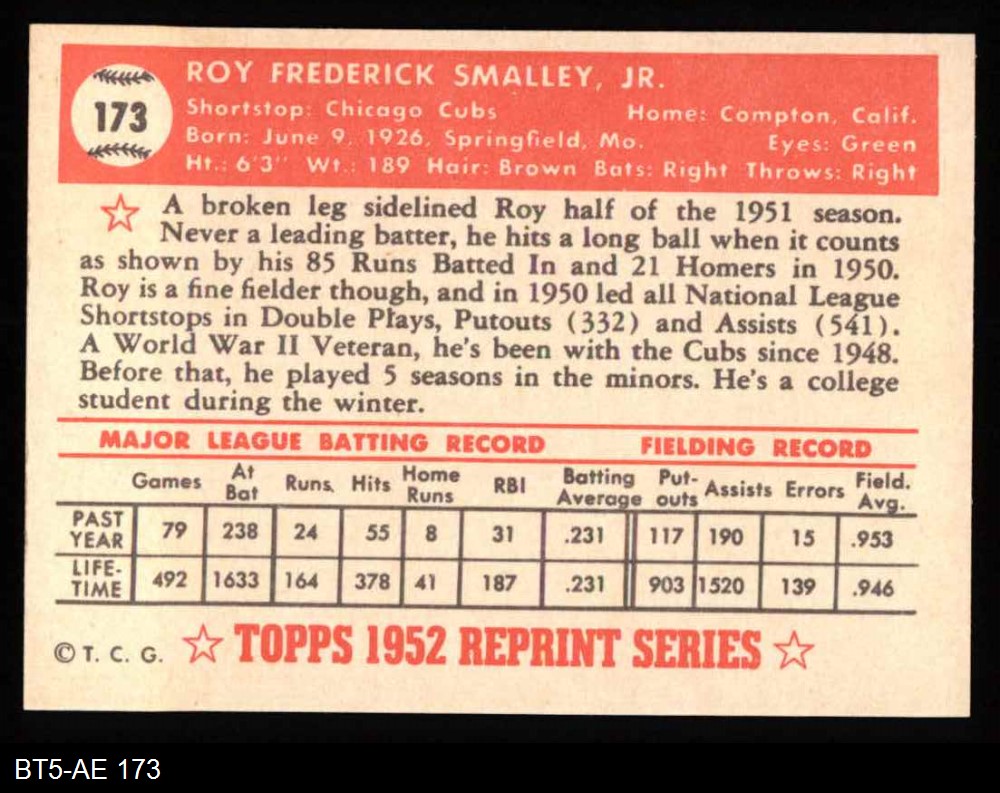 173
ROY FREDERICK SMALLEY, JR.
Shortstop: Chicago Cubs Home: Compton, Calif.
Born: June 9, 1926, Springfield, Mo. Eyes: Green
Ht.: 6'3" Wt.: 189 Hair: Brown Bats: Right Throws: Right
A broken leg sidelined Roy half of the 1951 season.
Never a leading batter, he hits a long ball when it counts
as shown by his 85 Runs Batted In and 21 Homers in 1950.
Roy is a fine fielder though, and in 1950 led all National League
Shortstops in Double Plays, Putouts (332) and Assists (541).
A World War II Veteran, he's been with the Cubs since 1948.
Before that, he played 5 seasons in the minors. He's a college
student during the winter.
MAJOR LEAGUE BATTING RECORD FIELDING RECORD
Games At Bat Runs Hits Home Runs RBI Batting Average Put-outs Assists Errors Field. Avg.
PAST YEAR 79 238 24 55 8 31 .231 117 190 15 .953
LIFE-TIME 492 1633 164 378 41 187 .231 903 1520 139 .946
© T. C. G. ☆ TOPPS 1952 REPRINT SERIES ☆
BT5-AE 173